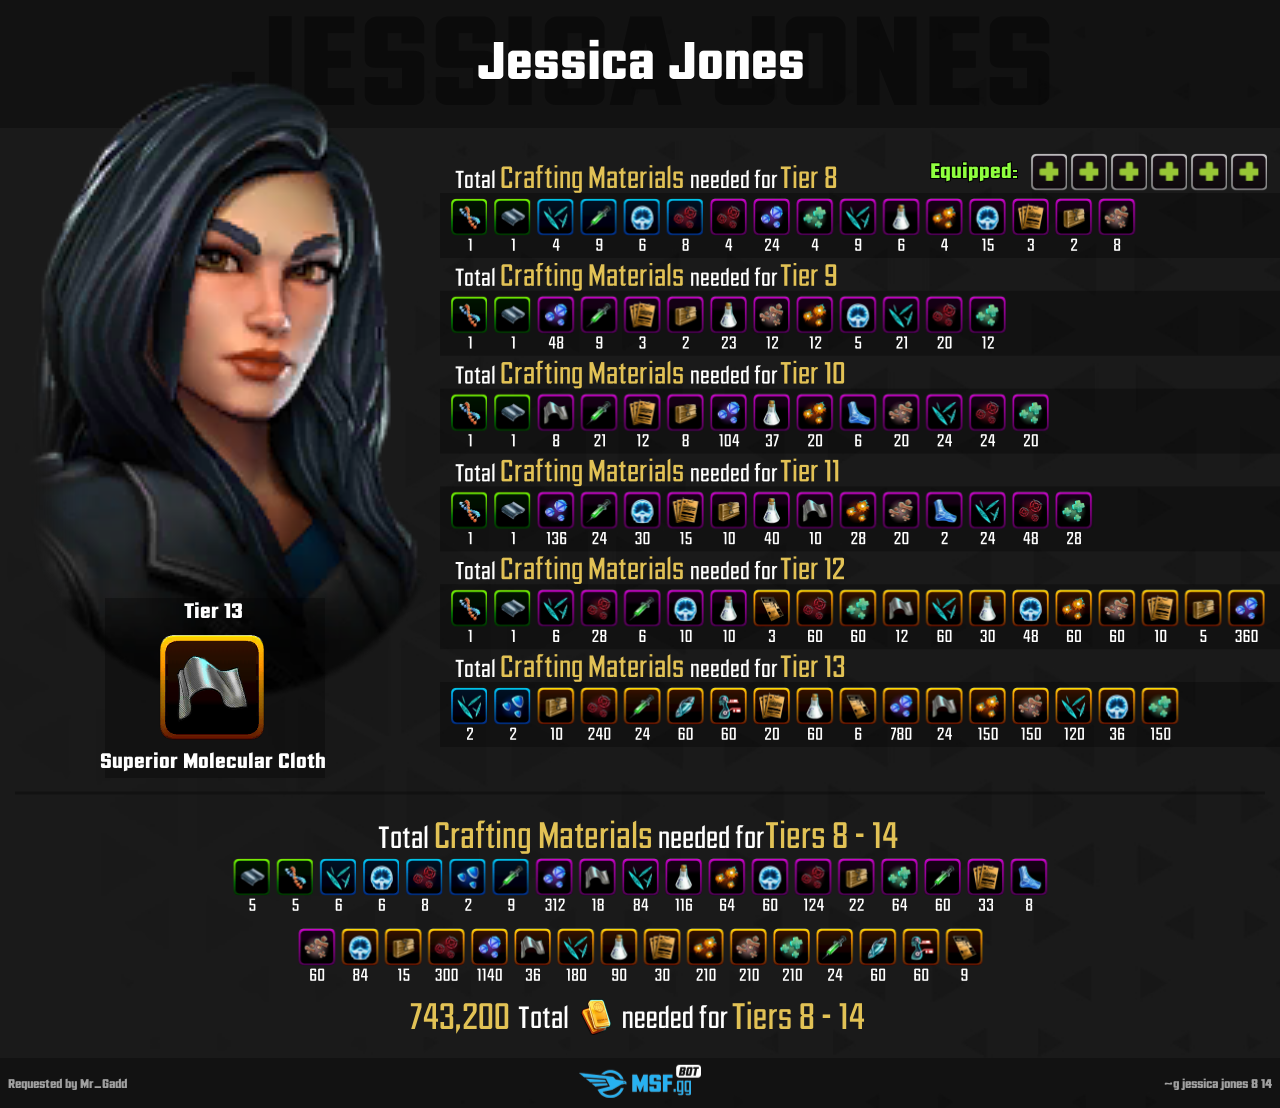 JESSICA JONES
Jessica Jones
Equipped:
Total Crafting Materials needed for Tier 8
1 1 4 9 6 8 4 24 4 9 6 4 15 3 2 8
Total Crafting Materials needed for Tier 9
1 1 48 9 3 2 23 12 12 5 21 20 12
Total Crafting Materials needed for Tier 10
1 1 8 21 12 8 104 37 20 6 20 24 24 20
Total Crafting Materials needed for Tier 11
1 1 136 24 30 15 10 40 10 28 20 2 24 48 28
Total Crafting Materials needed for Tier 12
1 1 6 28 6 10 10 3 60 60 12 60 30 48 60 60 10 5 360
Total Crafting Materials needed for Tier 13
2 2 10 240 24 60 60 20 60 6 780 24 150 150 120 36 150
Tier 13
Superior Molecular Cloth
Total Crafting Materials needed for Tiers 8 - 14
5 5 6 6 8 2 9 312 18 84 116 64 60 124 22 64 60 33 8
60 84 15 300 1140 36 180 90 30 210 210 210 24 60 60 9
743,200 Total needed for Tiers 8 - 14
Requested by Mr_Gadd
MSF.gg BOT
~g jessica jones 8 14